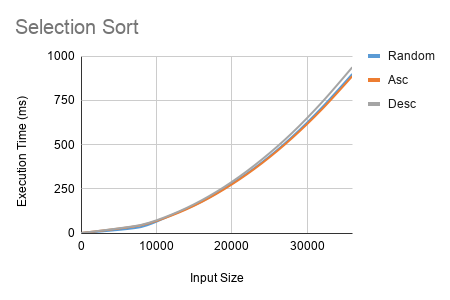 Selection Sort
1000
750
500
250
0
Execution Time (ms)
0
10000
20000
30000
Input Size
Random
Asc
Desc